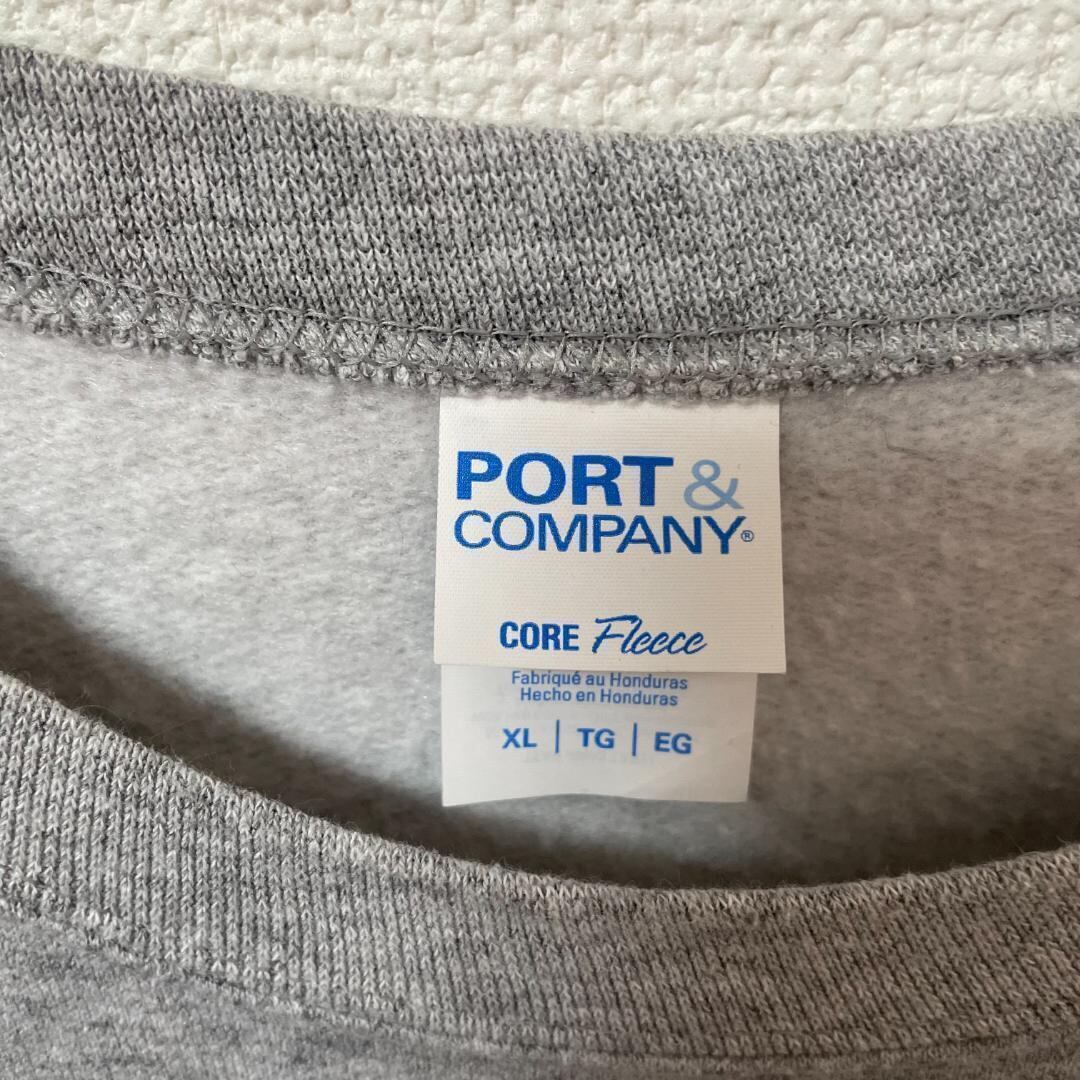 PORT &
COMPANY®
CORE Fleece
Fabriqué au Honduras
Hecho en Honduras
XL | TG | EG